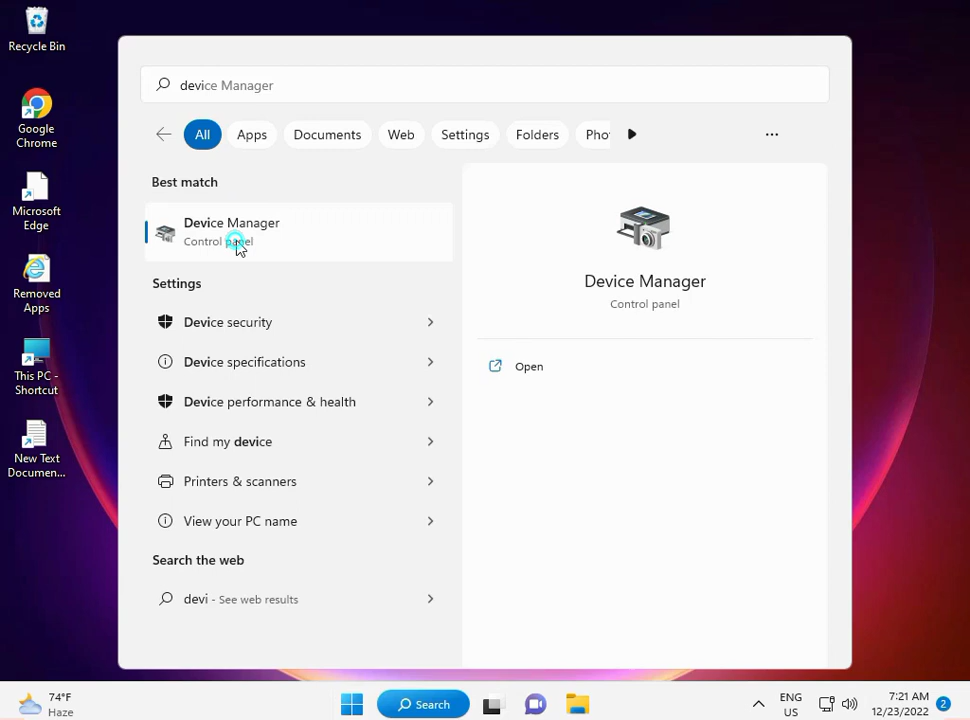 Recycle Bin
Google
Chrome
Microsoft
Edge
Removed
Apps
This PC -
Shortcut
New Text
Documen...
device Manager
All
Apps
Documents
Web
Settings
Folders
Pho
...
Best match
Device Manager
Control panel
Settings
Device security
Device specifications
Device performance & health
Find my device
Printers & scanners
View your PC name
Search the web
devi - See web results
Device Manager
Control panel
Open
74°F
Haze
Search
ENG
US
7:21 AM
12/23/2022
2